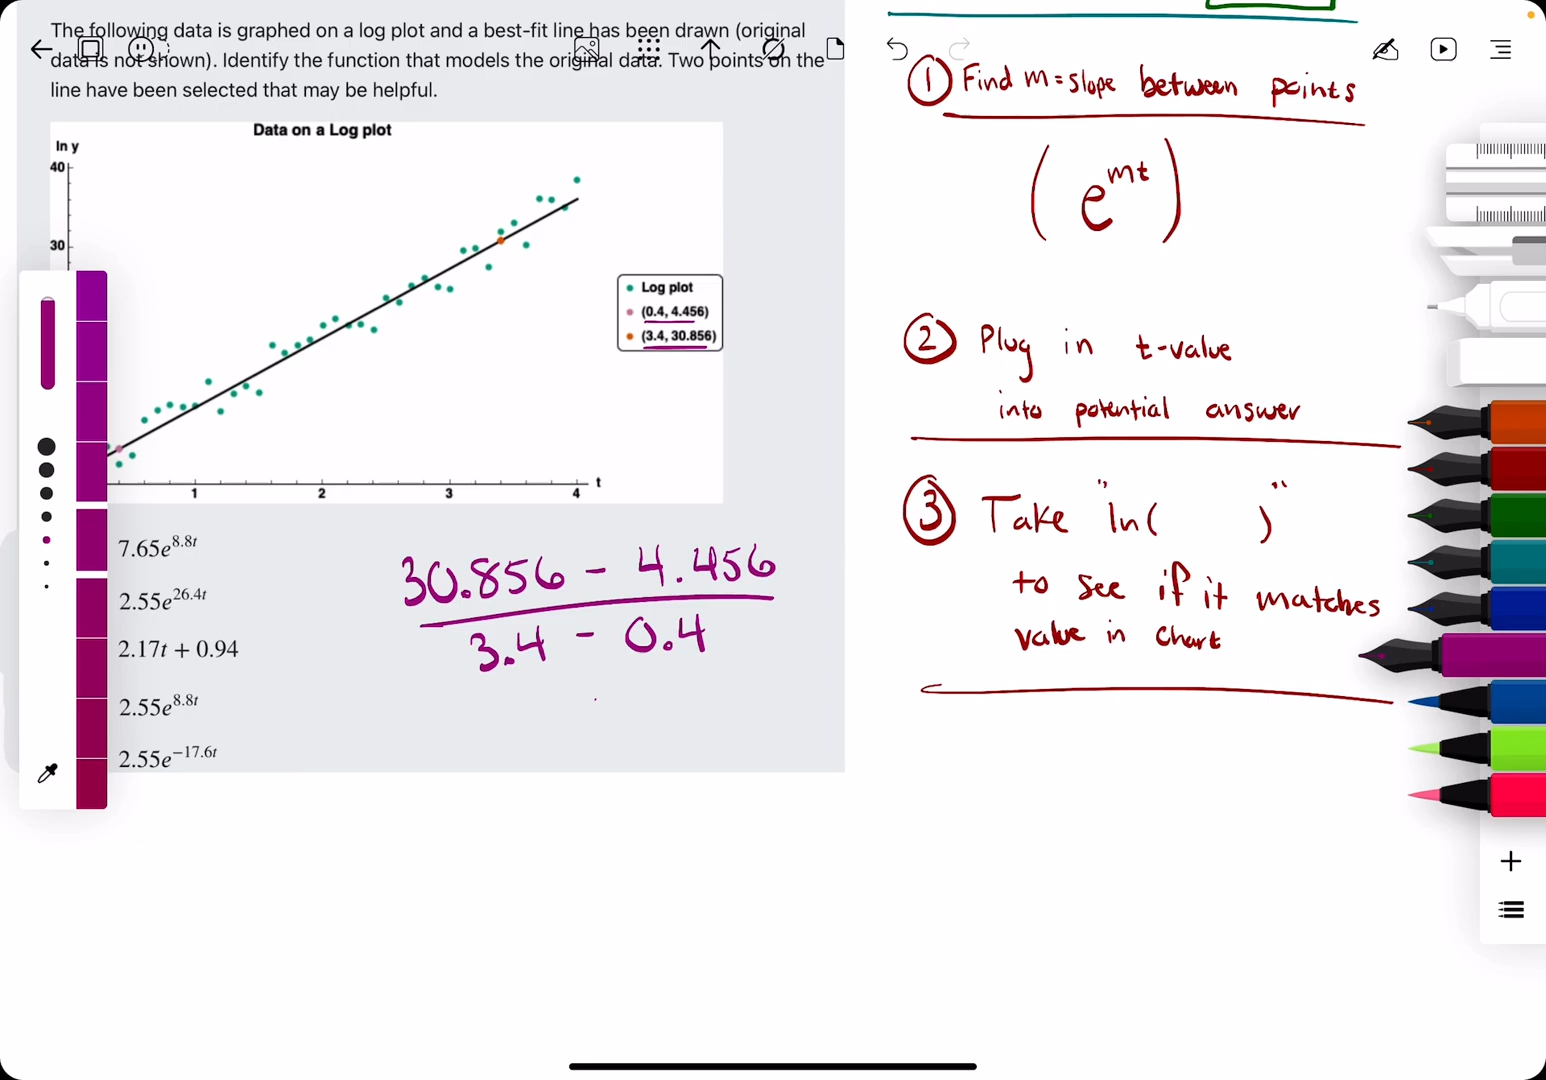 The following data is graphed on a log plot and a best-fit line has been drawn (original
data is not shown). Identify the function that models the original data. Two points on the
line have been selected that may be helpful.
Data on a Log plot
ln y
40
30
Log plot
(0.4, 4.456)
(3.4, 30.856)
1 2 3 4 t
7.65e^{8.8t}
2.55e^{26.4t}
2.17t + 0.94
2.55e^{8.8t}
2.55e^{-17.6t}
30.856 - 4.456
3.4 - 0.4
① Find m = slope between points
(e^{mt})
② Plug in t-value
into potential answer
③ Take "ln( )"
to see if it matches
value in chart